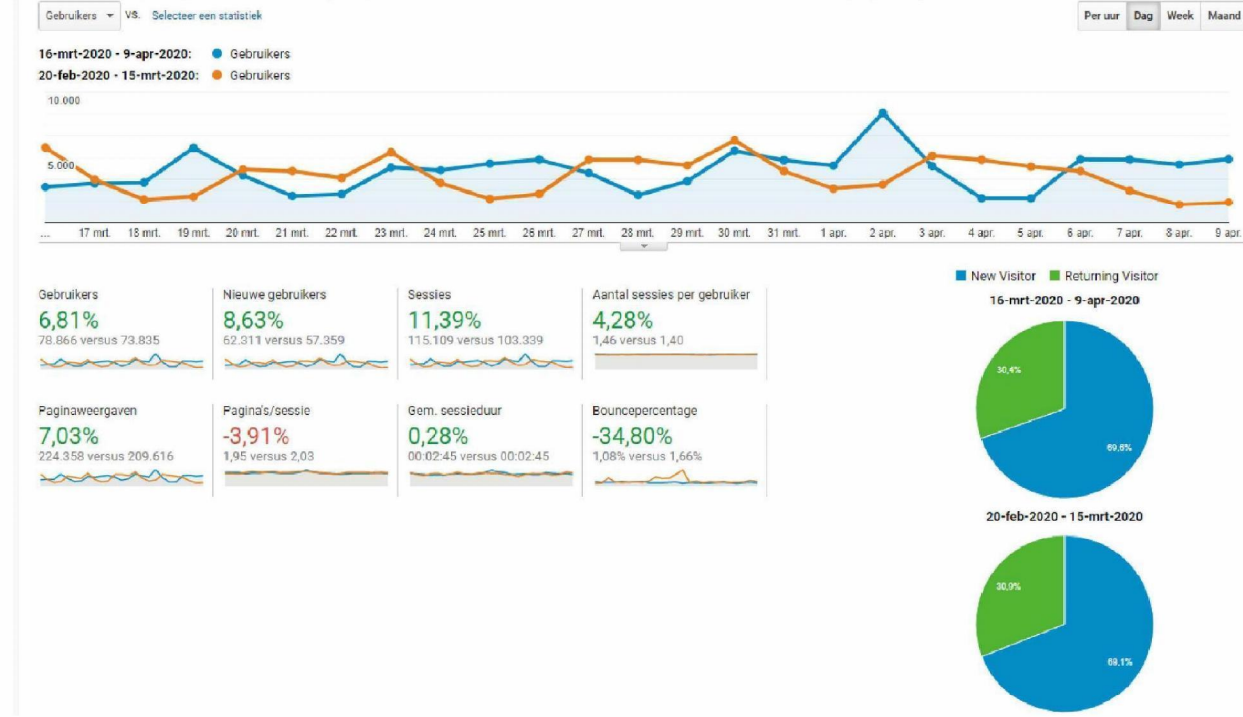 Gebruikers VS. Selecteer een statistiek
Per uur Dag Week Maand
16-mrt-2020 - 9-apr-2020: Gebruikers
20-feb-2020 - 15-mrt-2020: Gebruikers
10.000
5.000
... 17 mrt. 18 mrt. 19 mrt. 20 mrt. 21 mrt. 22 mrt. 23 mrt. 24 mrt. 25 mrt. 26 mrt. 27 mrt. 28 mrt. 29 mrt. 30 mrt. 31 mrt. 1 apr. 2 apr. 3 apr. 4 apr. 5 apr. 6 apr. 7 apr. 8 apr. 9 apr.
Gebruikers
6,81%
78.866 versus 73.835
Nieuwe gebruikers
8,63%
62.311 versus 57.359
Sessies
11,39%
115.109 versus 103.339
Aantal sessies per gebruiker
4,28%
1,46 versus 1,40
Paginaweergaven
7,03%
224.358 versus 209.616
Pagina's/sessie
-3,91%
1,95 versus 2,03
Gem. sessieduur
0,28%
00:02:45 versus 00:02:45
Bouncepercentage
-34,80%
1,08% versus 1,66%
New Visitor Returning Visitor
16-mrt-2020 - 9-apr-2020
30,4%
69,6%
20-feb-2020 - 15-mrt-2020
30,9%
69,1%